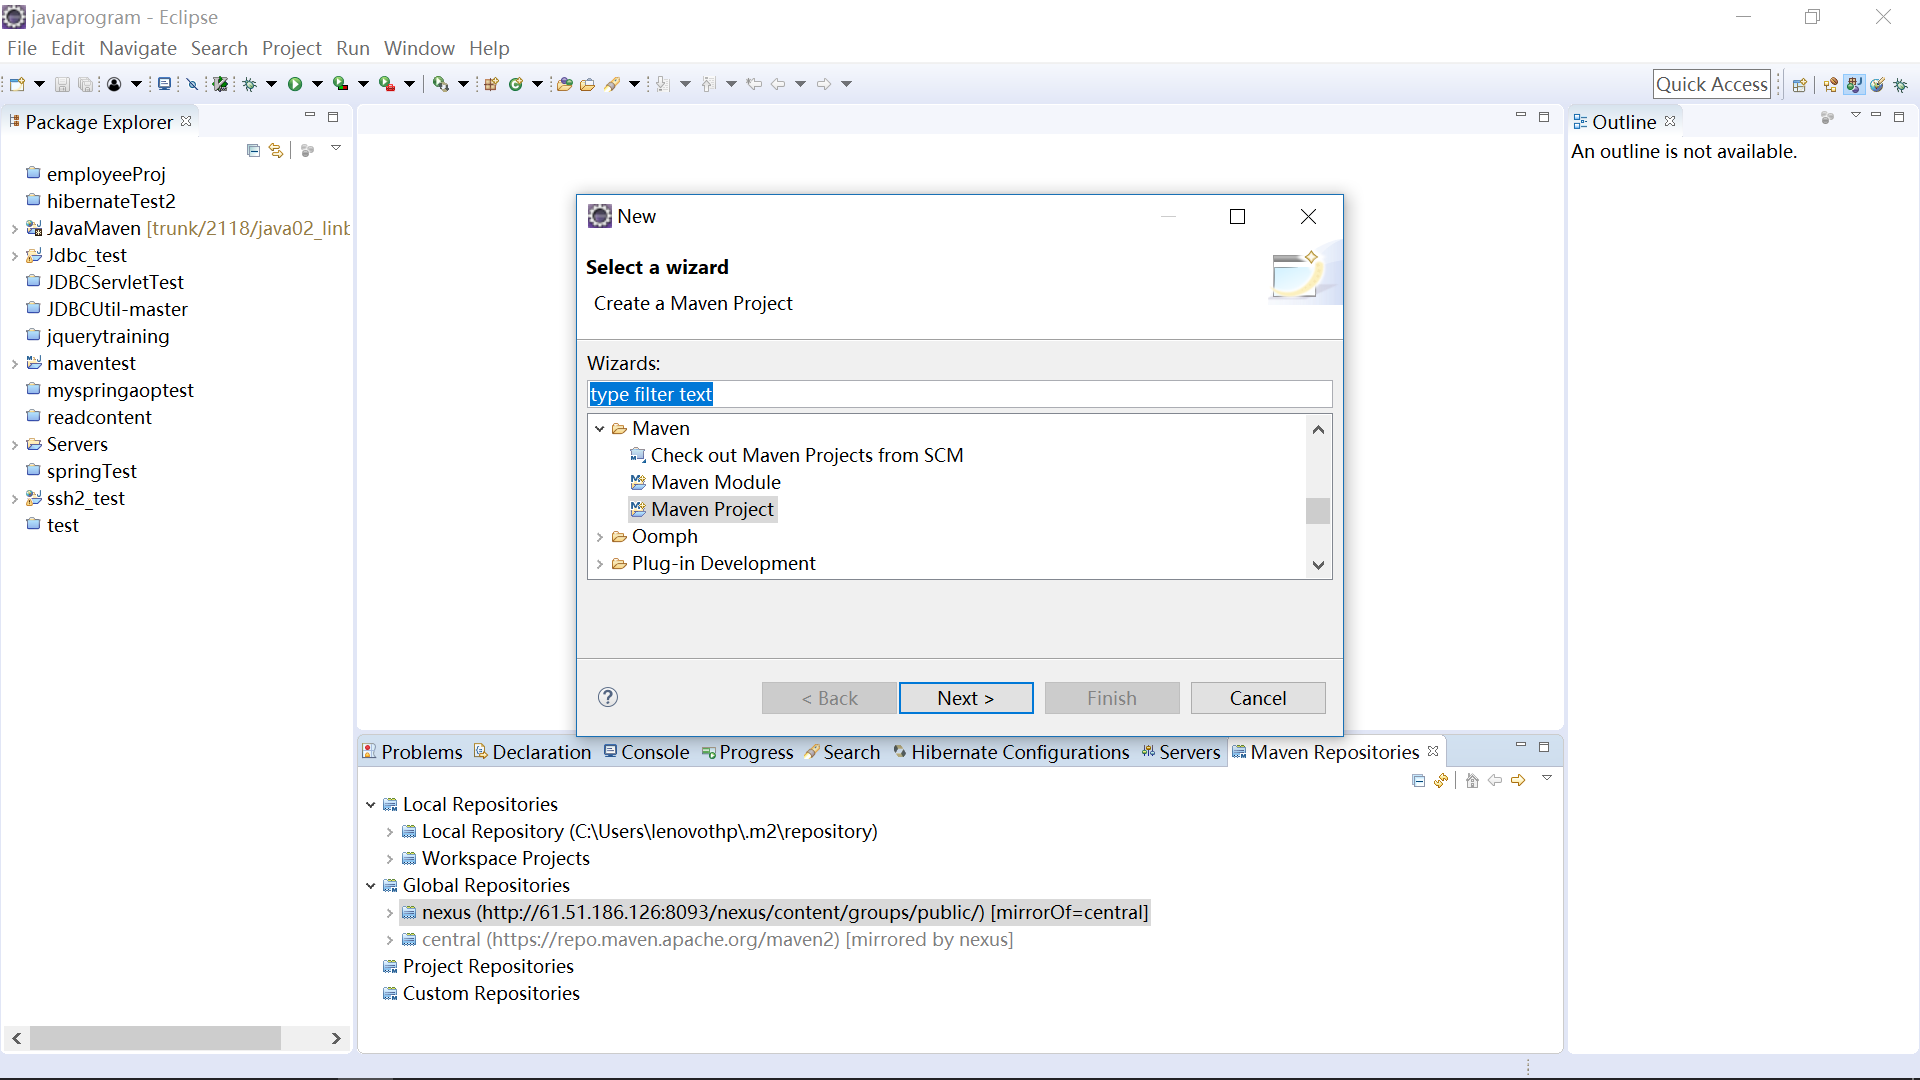 javaprogram - Eclipse
File Edit Navigate Search Project Run Window Help
Quick Access
Package Explorer
employeeProj
hibernateTest2
JavaMaven [trunk/2118/java02_linb
Jdbc_test
JDBCServletTest
JDBCUtil-master
jquerytraining
maventest
myspringaoptest
readcontent
Servers
springTest
ssh2_test
test
New
Select a wizard
Create a Maven Project
Wizards:
type filter text
Maven
Check out Maven Projects from SCM
Maven Module
Maven Project
Oomph
Plug-in Development
< Back Next > Finish Cancel
Outline
An outline is not available.
Problems Declaration Console Progress Search Hibernate Configurations Servers Maven Repositories
Local Repositories
Local Repository (C:\Users\lenovothp\.m2\repository)
Workspace Projects
Global Repositories
nexus (http://61.51.186.126:8093/nexus/content/groups/public/) [mirrorOf=central]
central (https://repo.maven.apache.org/maven2) [mirrored by nexus]
Project Repositories
Custom Repositories